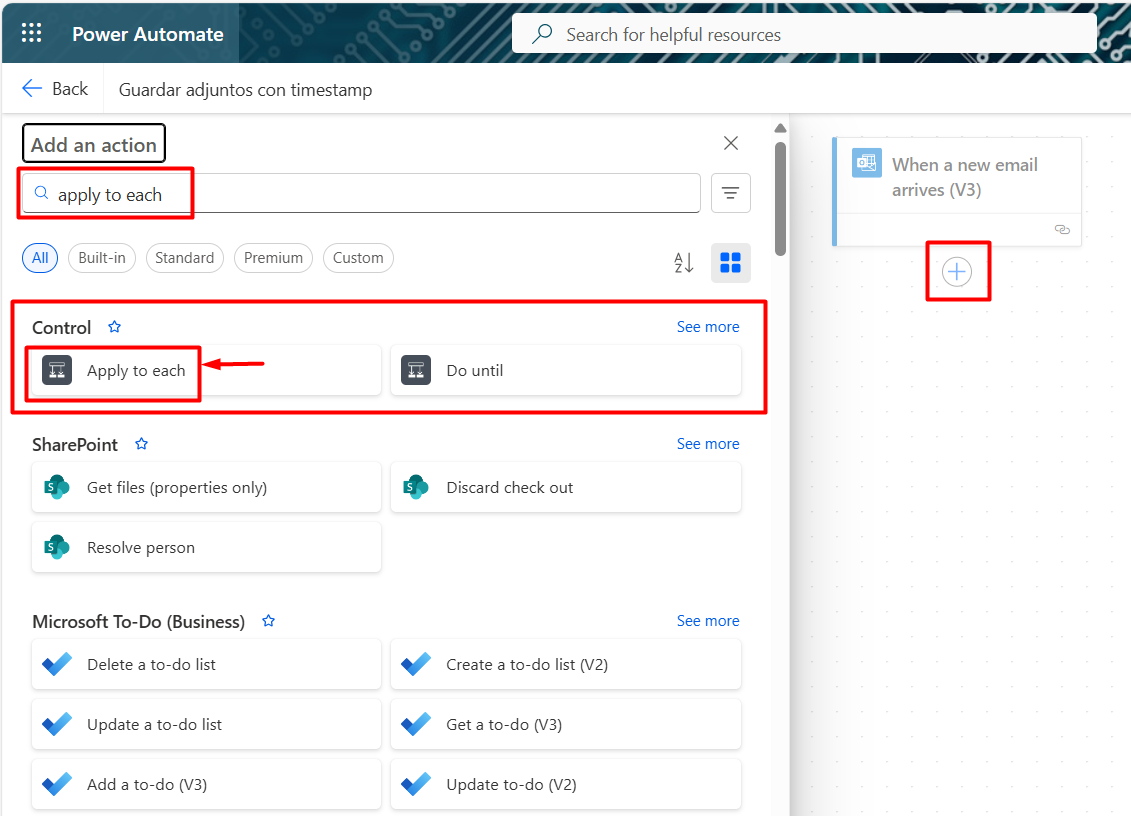 Power Automate
Search for helpful resources
Back
Guardar adjuntos con timestamp
Add an action
apply to each
All
Built-in
Standard
Premium
Custom
A
Z
Control
See more
Apply to each
Do until
SharePoint
See more
Get files (properties only)
Discard check out
Resolve person
Microsoft To-Do (Business)
See more
Delete a to-do list
Create a to-do list (V2)
Update a to-do list
Get a to-do (V3)
Add a to-do (V3)
Update to-do (V2)
When a new email
arrives (V3)